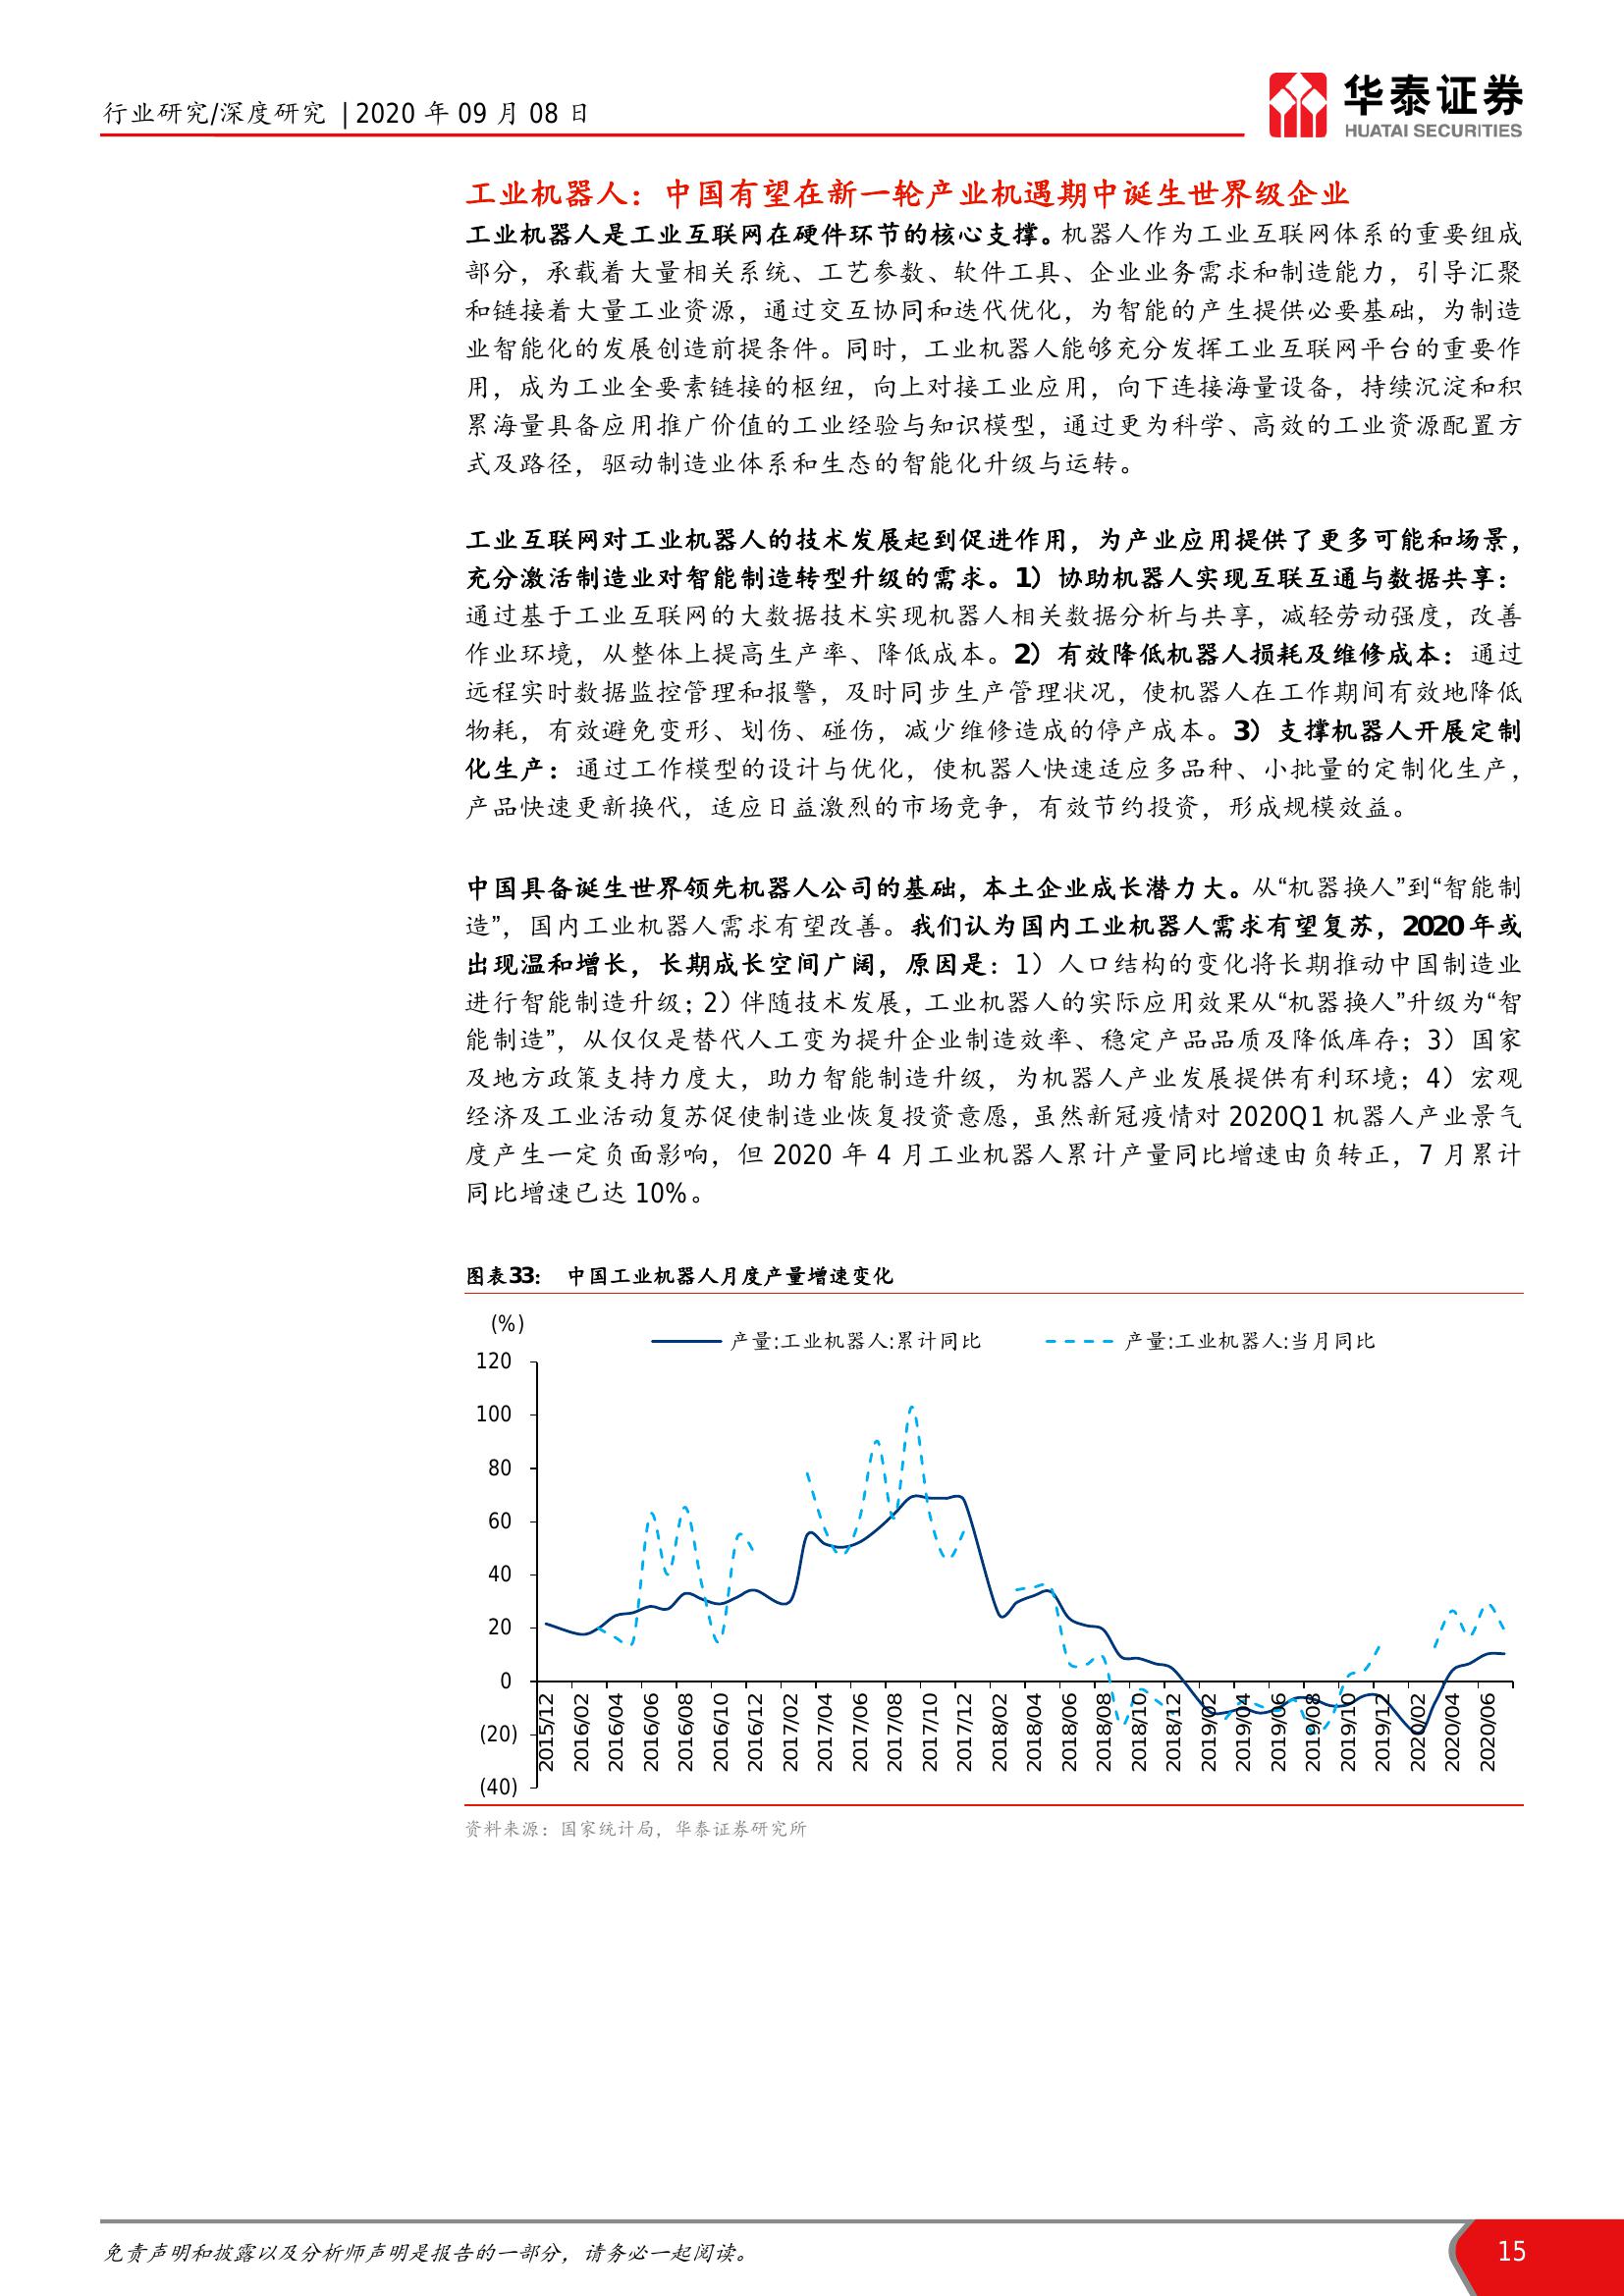 行业研究/深度研究 | 2020 年 09 月 08 日
华泰证券
HUATAI SECURITIES
工业机器人：中国有望在新一轮产业机遇期中诞生世界级企业
工业机器人是工业互联网在硬件环节的核心支撑。机器人作为工业互联网体系的重要组成
部分，承载着大量相关系统、工艺参数、软件工具、企业业务需求和制造能力，引导汇聚
和链接着大量工业资源，通过交互协同和迭代优化，为智能的产生提供必要基础，为制造
业智能化的发展创造前提条件。同时，工业机器人能够充分发挥工业互联网平台的重要作
用，成为工业全要素链接的枢纽，向上对接工业应用，向下连接海量设备，持续沉淀和积
累海量具备应用推广价值的工业经验与知识模型，通过更为科学、高效的工业资源配置方
式及路径，驱动制造业体系和生态的智能化升级与运转。
工业互联网对工业机器人的技术发展起到促进作用，为产业应用提供了更多可能和场景，
充分激活制造业对智能制造转型升级的需求。1）协助机器人实现互联互通与数据共享：
通过基于工业互联网的大数据技术实现机器人相关数据分析与共享，减轻劳动强度，改善
作业环境，从整体上提高生产率、降低成本。2）有效降低机器人损耗及维修成本：通过
远程实时数据监控管理和报警，及时同步生产管理状况，使机器人在工作期间有效地降低
物耗，有效避免变形、划伤、碰伤，减少维修造成的停产成本。3）支撑机器人开展定制
化生产：通过工作模型的设计与优化，使机器人快速适应多品种、小批量的定制化生产，
产品快速更新换代，适应日益激烈的市场竞争，有效节约投资，形成规模效益。
中国具备诞生世界领先机器人公司的基础，本土企业成长潜力大。从“机器换人”到“智能制
造”，国内工业机器人需求有望改善。我们认为国内工业机器人需求有望复苏，2020 年或
出现温和增长，长期成长空间广阔，原因是：1）人口结构的变化将长期推动中国制造业
进行智能制造升级；2）伴随技术发展，工业机器人的实际应用效果从“机器换人”升级为“智
能制造”，从仅仅是替代人工变为提升企业制造效率、稳定产品品质及降低库存；3）国家
及地方政策支持力度大，助力智能制造升级，为机器人产业发展提供有利环境；4）宏观
经济及工业活动复苏促使制造业恢复投资意愿，虽然新冠疫情对 2020Q1 机器人产业景气
度产生一定负面影响，但 2020 年 4 月工业机器人累计产量同比增速由负转正，7 月累计
同比增速已达 10%。
图表33： 中国工业机器人月度产量增速变化
(%)
产量:工业机器人:累计同比 产量:工业机器人:当月同比
120
100
80
60
40
20
0
(20)
(40)
2015/12 2016/02 2016/04 2016/06 2016/08 2016/10 2016/12 2017/02 2017/04 2017/06 2017/08 2017/10 2017/12 2018/02 2018/04 2018/06 2018/08 2018/10 2018/12 2019/02 2019/04 2019/06 2019/08 2019/10 2019/12 2020/02 2020/04 2020/06
资料来源：国家统计局，华泰证券研究所
免责声明和披露以及分析师声明是报告的一部分，请务必一起阅读。
15